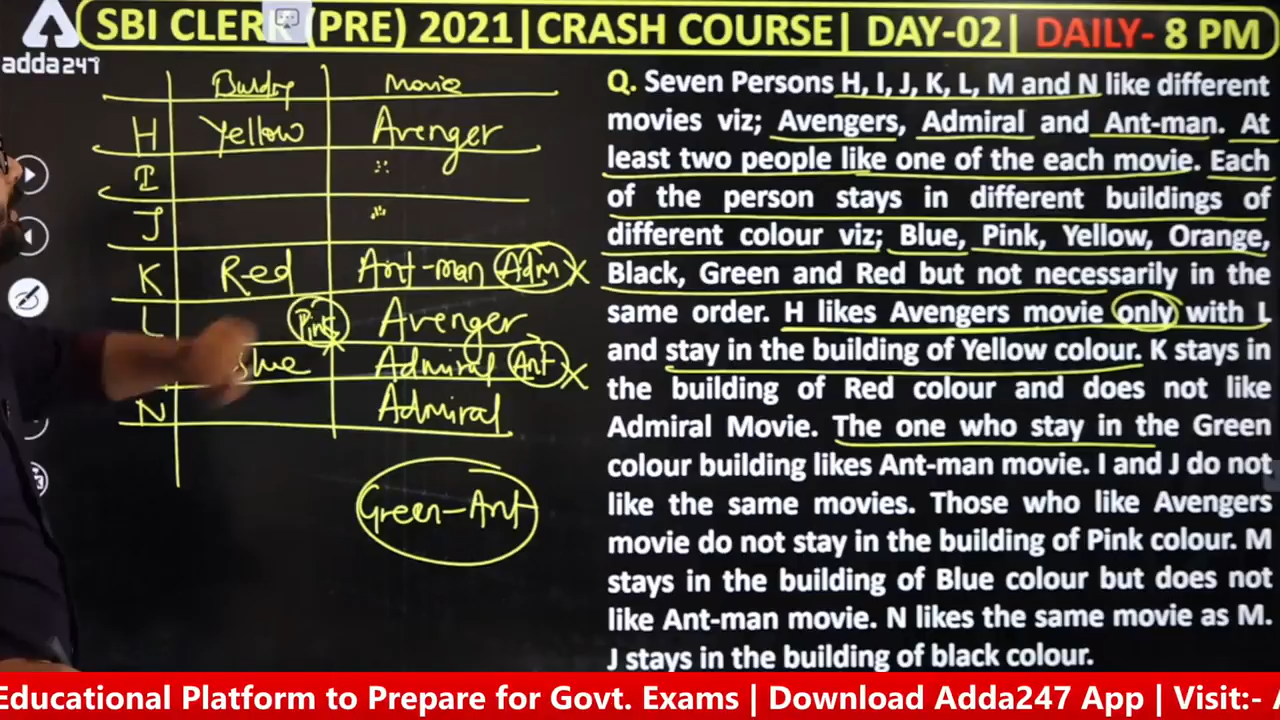 SBI CLERK (PRE) 2021|CRASH COURSE| DAY-02| DAILY- 8 PM
adda247
Building Movie
H Yellow Avenger
I
J
K Red Ant-man Adm X
L Pink Avenger
Blue Admiral Ant X
N Admiral
Green-Ant
Q. Seven Persons H, I, J, K, L, M and N like different
movies viz; Avengers, Admiral and Ant-man. At
least two people like one of the each movie. Each
of the person stays in different buildings of
different colour viz; Blue, Pink, Yellow, Orange,
Black, Green and Red but not necessarily in the
same order. H likes Avengers movie only with L
and stay in the building of Yellow colour. K stays in
the building of Red colour and does not like
Admiral Movie. The one who stay in the Green
colour building likes Ant-man movie. I and J do not
like the same movies. Those who like Avengers
movie do not stay in the building of Pink colour. M
stays in the building of Blue colour but does not
like Ant-man movie. N likes the same movie as M.
J stays in the building of black colour.
Educational Platform to Prepare for Govt. Exams | Download Adda247 App | Visit:-